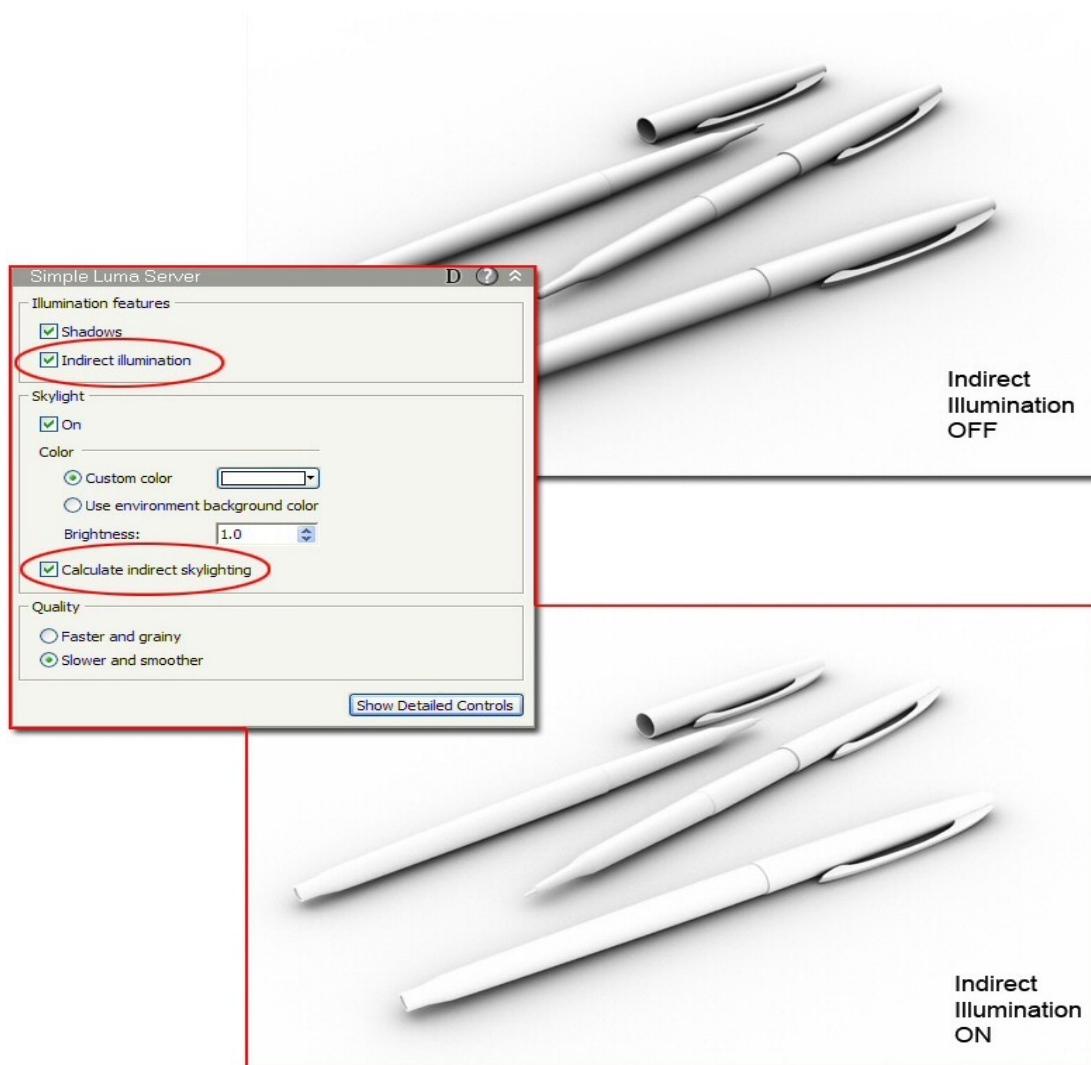 Simple Luma Server D ?
Illumination features
Shadows
Indirect illumination
Skylight
On
Color
Custom color
Use environment background color
Brightness: 1.0
Calculate indirect skylighting
Quality
Faster and grainy
Slower and smoother
Show Detailed Controls
Indirect
Illumination
OFF
Indirect
Illumination
ON